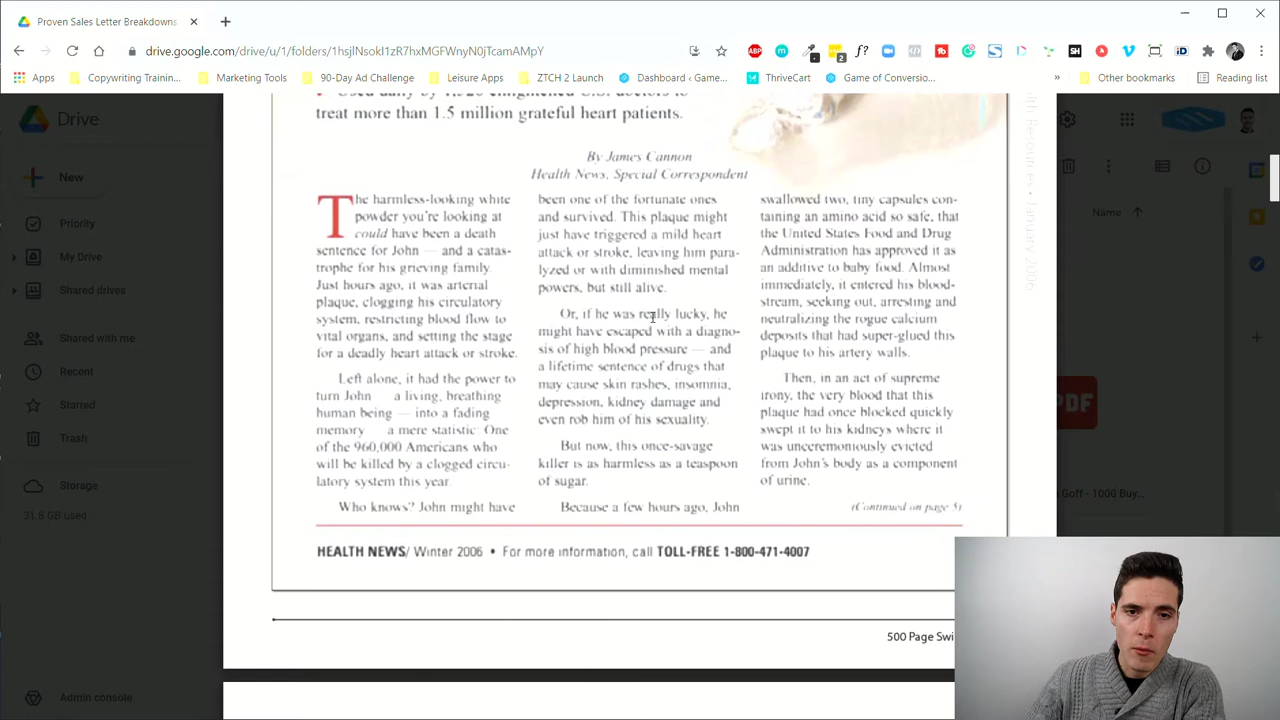 Proven Sales Letter Breakdowns
drive.google.com/drive/u/1/folders/1hsjlNsokI1zR7hxMGFWnyN0jTcamAMpY
Apps
Copywriting Trainin...
Marketing Tools
90-Day Ad Challenge
Leisure Apps
ZTCH 2 Launch
Dashboard ‹ Game...
ThriveCart
Game of Conversio...
»
Other bookmarks
Reading list
Drive
New
Priority
My Drive
Shared drives
Shared with me
Recent
Starred
Trash
Storage
31.8 GB used
Admin console
Name
Goff - 1000 Buy...
treat more than 1.5 million grateful heart patients.
By James Cannon
Health News, Special Correspondent
The harmless-looking white
powder you're looking at
could have been a death
sentence for John — and a catas-
trophe for his grieving family.
Just hours ago, it was arterial
plaque, clogging his circulatory
system, restricting blood flow to
vital organs, and setting the stage
for a deadly heart attack or stroke.
Left alone, it had the power to
turn John — a living, breathing
human being — into a fading
memory — a mere statistic: One
of the 960,000 Americans who
will be killed by a clogged circu-
latory system this year.
Who knows? John might have
been one of the fortunate ones
and survived. This plaque might
just have triggered a mild heart
attack or stroke, leaving him para-
lyzed or with diminished mental
powers, but still alive.
Or, if he was really lucky, he
might have escaped with a diagno-
sis of high blood pressure — and
a lifetime sentence of drugs that
may cause skin rashes, insomnia,
depression, kidney damage and
even rob him of his sexuality.
But now, this once-savage
killer is as harmless as a teaspoon
of sugar.
Because a few hours ago, John
swallowed two, tiny capsules con-
taining an amino acid so safe, that
the United States Food and Drug
Administration has approved it as
an additive to baby food. Almost
immediately, it entered his blood-
stream, seeking out, arresting and
neutralizing the rogue calcium
deposits that had super-glued this
plaque to his artery walls.
Then, in an act of supreme
irony, the very blood that this
plaque had once blocked quickly
swept it to his kidneys where it
was unceremoniously evicted
from John's body as a component
of urine.
(Continued on page 5)
HEALTH NEWS/ Winter 2006 • For more information, call TOLL-FREE 1-800-471-4007
500 Page Swi